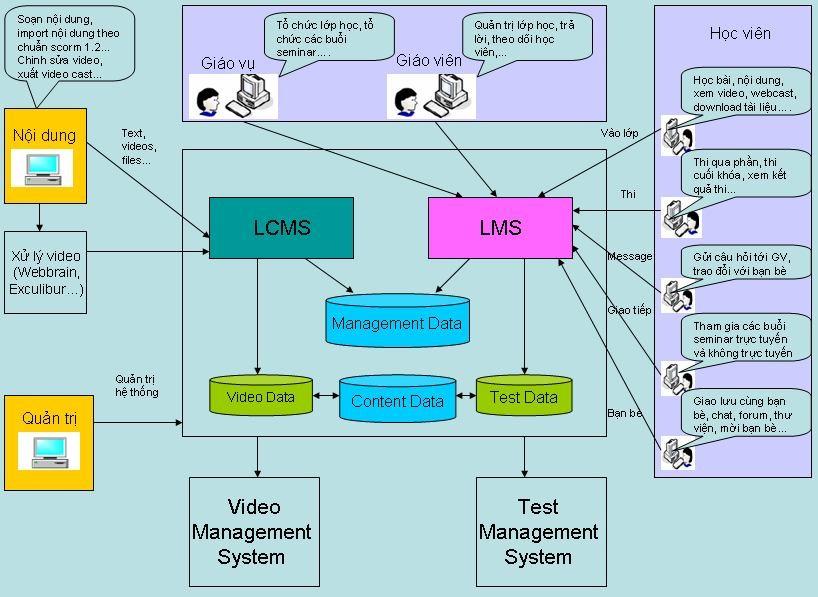 Soạn nội dung,
import nội dung theo
chuẩn scorm 1.2...
Chinh sửa video,
xuất video cast...
Nội dung
Text,
videos,
files...
Xử lý video
(Webbrain,
Exculibur...)
Quản trị
hệ thống
Quản trị
Giáo vụ
Tổ chức lớp học, tổ
chức các buổi
seminar....
Giáo viên
Quản trị lớp học, trả
lời, theo dõi học
viên,...
LCMS
LMS
Management Data
Video Data
Content Data
Test Data
Video
Management
System
Test
Management
System
Học viên
Học bài, nội dung,
xem video, webcast,
download tài liệu....
Vào lớp
Thi qua phần, thi
cuối khóa, xem kết
quả thi...
Thi
Gửi câu hỏi tới GV,
trao đổi với bạn bè
Message
Tham gia các buổi
seminar trực tuyến
và không trực tuyến
Giao tiếp
Giao lưu cùng bạn
bè, chat, forum, thư
viện, mời bạn bè...
Bạn bè